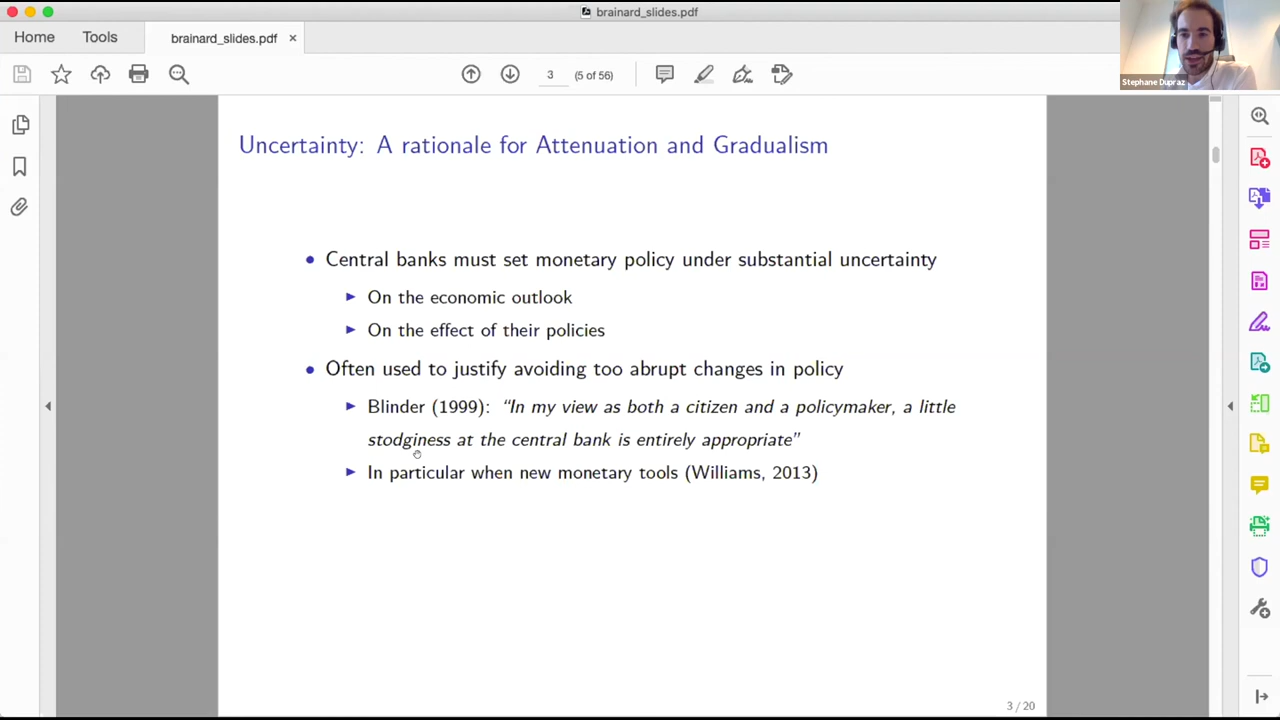 brainard_slides.pdf
Home
Tools
brainard_slides.pdf
3
(5 of 56)
Stephane Dupraz
Uncertainty: A rationale for Attenuation and Gradualism
• Central banks must set monetary policy under substantial uncertainty
▶ On the economic outlook
▶ On the effect of their policies
• Often used to justify avoiding too abrupt changes in policy
▶ Blinder (1999): “In my view as both a citizen and a policymaker, a little
stodginess at the central bank is entirely appropriate”
▶ In particular when new monetary tools (Williams, 2013)
3 / 20